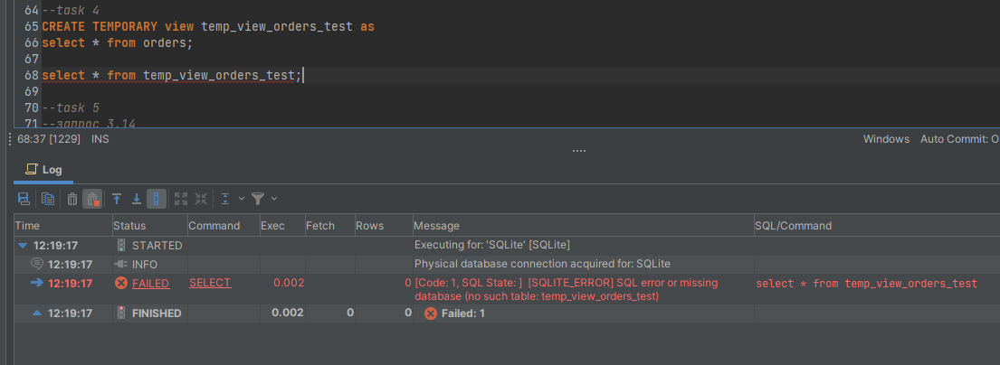 64 --task 4
65 CREATE TEMPORARY view temp_view_orders_test as
66 select * from orders;
67
68 select * from temp_view_orders_test;
69
70 --task 5
71 --запрос 3.14
68:37 [1229] INS Windows Auto Commit: O
Log
Time Status Command Exec Fetch Rows Message SQL/Command
12:19:17 STARTED Executing for: 'SQLite' [SQLite]
12:19:17 INFO Physical database connection acquired for: SQLite
12:19:17 FAILED SELECT 0.002 0 [Code: 1, SQL State: ] [SQLITE_ERROR] SQL error or missing select * from temp_view_orders_test
database (no such table: temp_view_orders_test)
12:19:17 FINISHED 0.002 0 0 Failed: 1